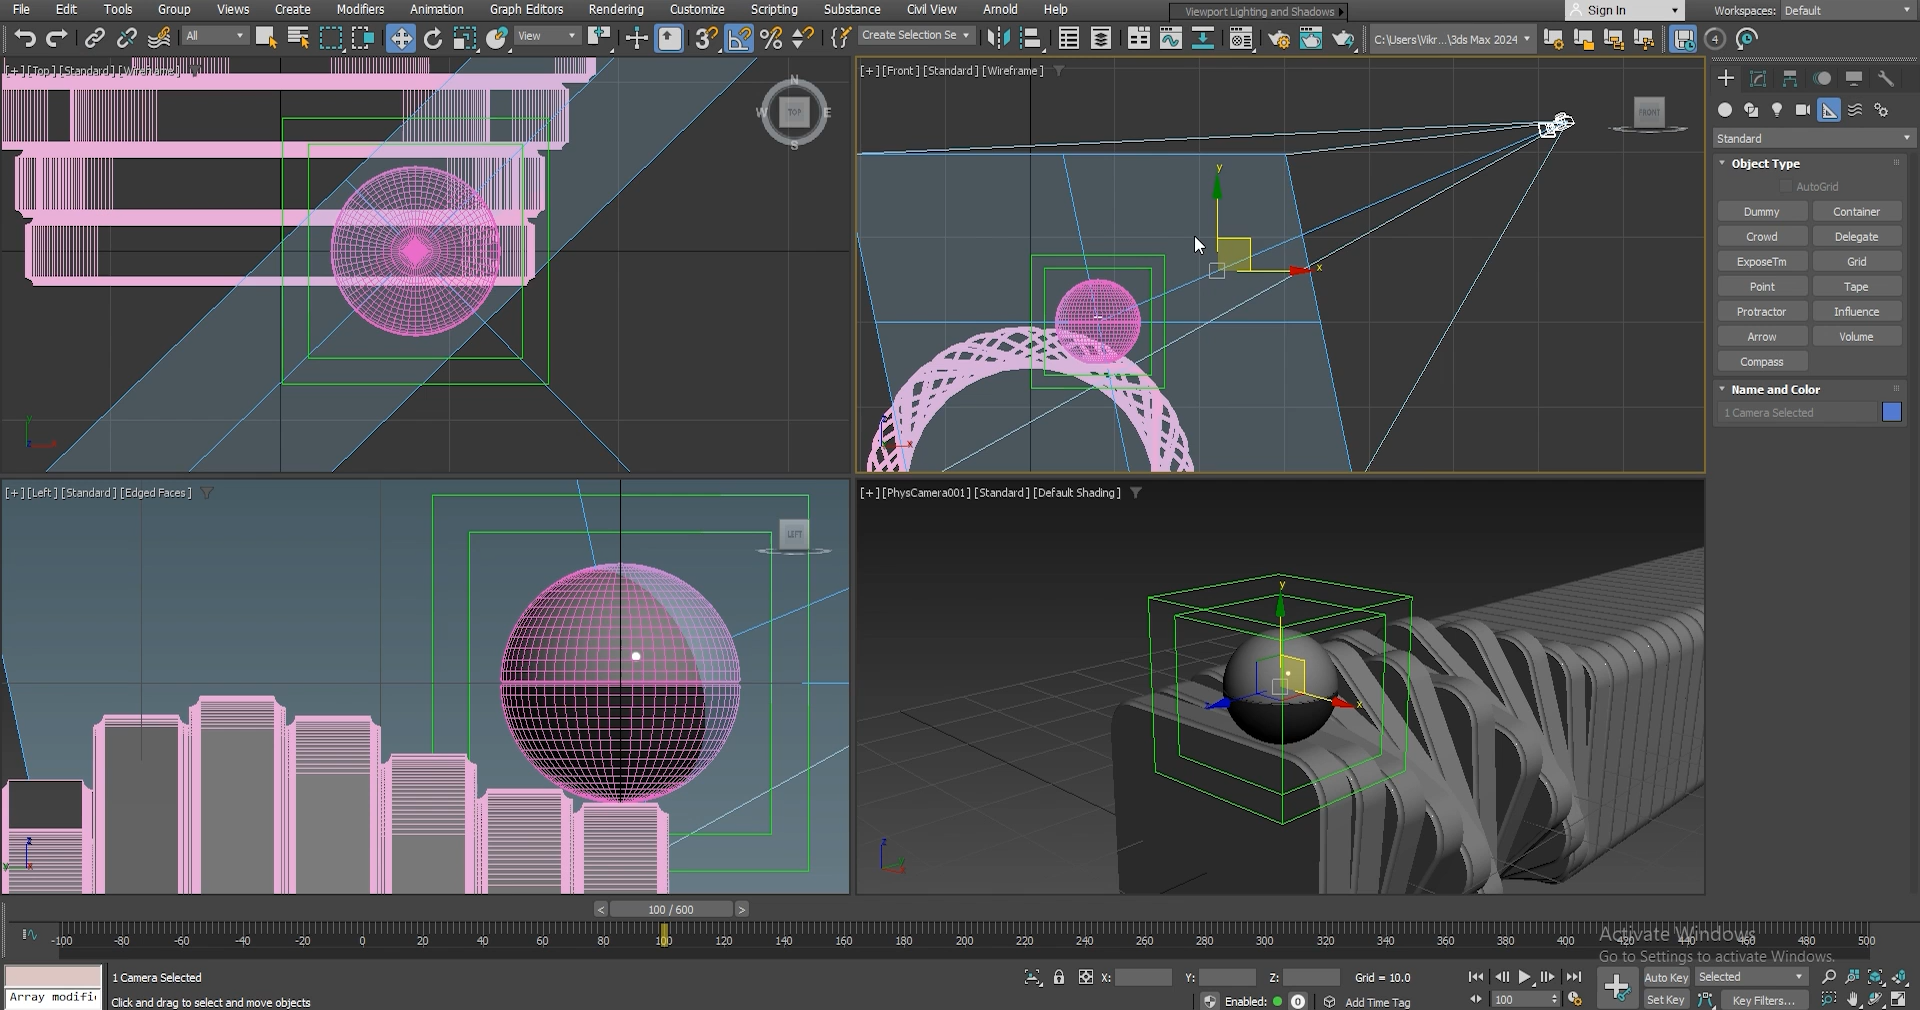 File Edit Tools Group Views Create Modifiers Animation Graph Editors Rendering Customize Scripting Substance Civil View Arnold Help
Viewport Lighting and Shadows
Sign In
Workspaces: Default
All
View
Create Selection Se
C:\Users\Vikr...\3ds Max 2024
4
[+] [Top] [Standard] [Wireframe]
N
W TOP E
S
[+] [Front] [Standard] [Wireframe]
FRONT
y
x
[+] [Left] [Standard] [Edged Faces]
LEFT
[+] [PhysCamera001] [Standard] [Default Shading]
y
x
Standard
Object Type
AutoGrid
Dummy Container
Crowd Delegate
ExposeTm Grid
Point Tape
Protractor Influence
Arrow Volume
Compass
Name and Color
1 Camera Selected
< 100 / 600 >
-100 -80 -60 -40 -20 0 20 40 60 80 100 120 140 160 180 200 220 240 260 280 300 320 340 360 380 400 420 440 460 480 500
Activate Windows
Go to Settings to activate Windows.
Array modifi
1 Camera Selected
Click and drag to select and move objects
X: Y: Z: Grid = 10.0
Enabled: 0 Add Time Tag
100
Auto Key Selected
Set Key Key Filters...